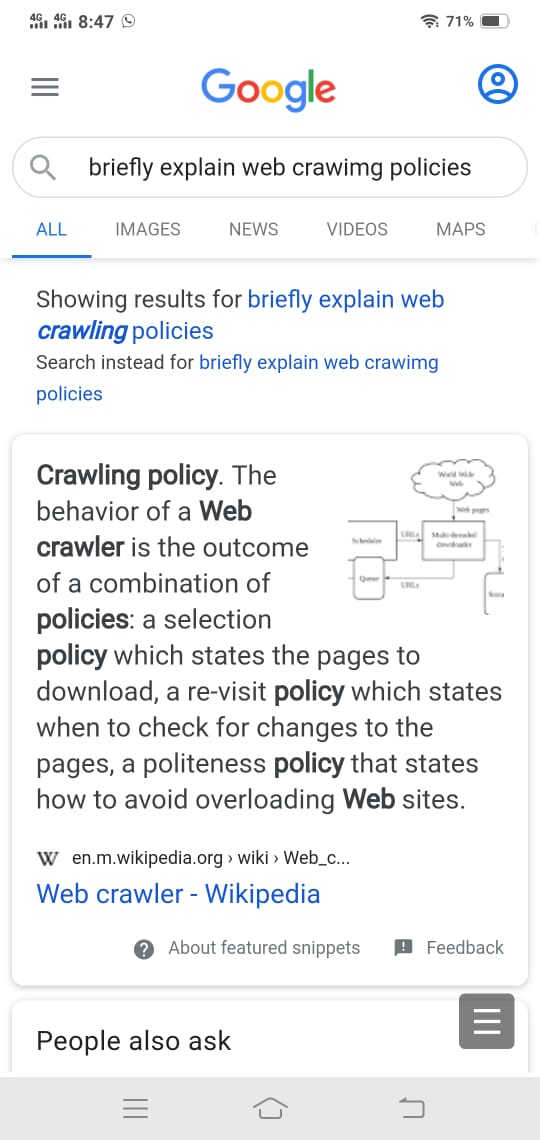 4G 4G 8:47 71%
Google
briefly explain web crawimg policies
ALL IMAGES NEWS VIDEOS MAPS
Showing results for briefly explain web
crawling policies
Search instead for briefly explain web crawimg
policies
Crawling policy. The
behavior of a Web
crawler is the outcome
of a combination of
policies: a selection
policy which states the pages to
download, a re-visit policy which states
when to check for changes to the
pages, a politeness policy that states
how to avoid overloading Web sites.
World Wide
Web
Web pages
Scheduler
URLs
Multi-threaded
downloader
Queue
URLs
Stora
W en.m.wikipedia.org › wiki › Web_c...
Web crawler - Wikipedia
? About featured snippets ! Feedback
People also ask